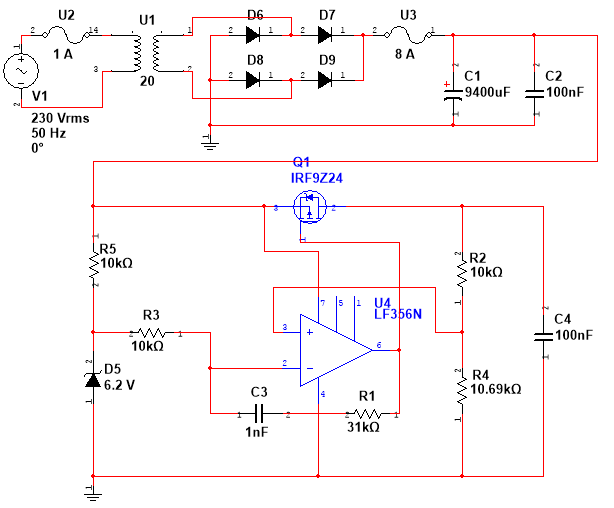 U2
U1
D6
D7
U3
2
14
1
2
1
2
1
2
1
1
1 A
8 A
D8
D9
2
2
C1
C2
1
3
2
20
2
1
2
1
+
9400uF
100nF
V1
2
1
1
230 Vrms
50 Hz
0°
1
Q1
IRF9Z24
3
2
1
1
R5
10kΩ
2
2
R2
10kΩ
1
U4
LF356N
7
5
1
2
C4
100nF
1
R3
2
1
10kΩ
3
+
6
2
−
4
2
D5
6.2 V
1
2
R4
10.69kΩ
1
C3
R1
1
2
2
1
1nF
31kΩ
1